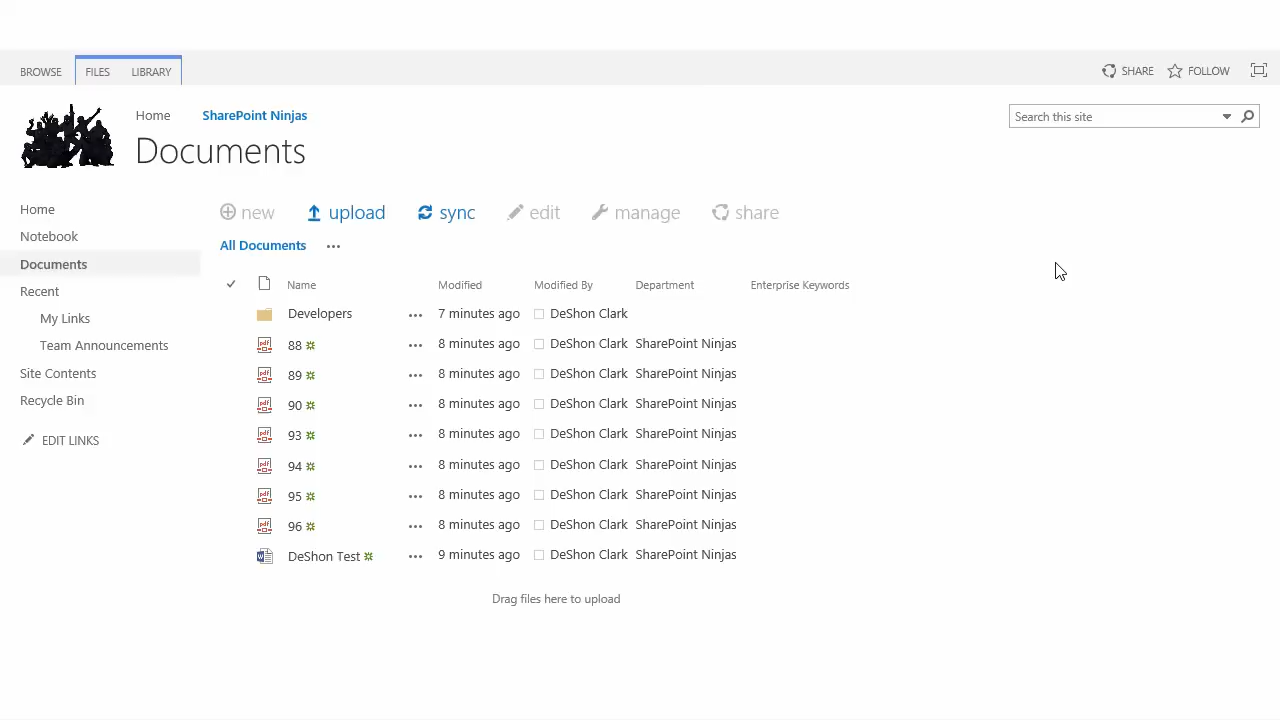 BROWSE FILES LIBRARY SHARE FOLLOW
Home SharePoint Ninjas Search this site
Documents
Home
Notebook
Documents
Recent
My Links
Team Announcements
Site Contents
Recycle Bin
EDIT LINKS
new upload sync edit manage share
All Documents ...
Name Modified Modified By Department Enterprise Keywords
Developers ... 7 minutes ago DeShon Clark
88 ... 8 minutes ago DeShon Clark SharePoint Ninjas
89 ... 8 minutes ago DeShon Clark SharePoint Ninjas
90 ... 8 minutes ago DeShon Clark SharePoint Ninjas
93 ... 8 minutes ago DeShon Clark SharePoint Ninjas
94 ... 8 minutes ago DeShon Clark SharePoint Ninjas
95 ... 8 minutes ago DeShon Clark SharePoint Ninjas
96 ... 8 minutes ago DeShon Clark SharePoint Ninjas
DeShon Test ... 9 minutes ago DeShon Clark SharePoint Ninjas
Drag files here to upload